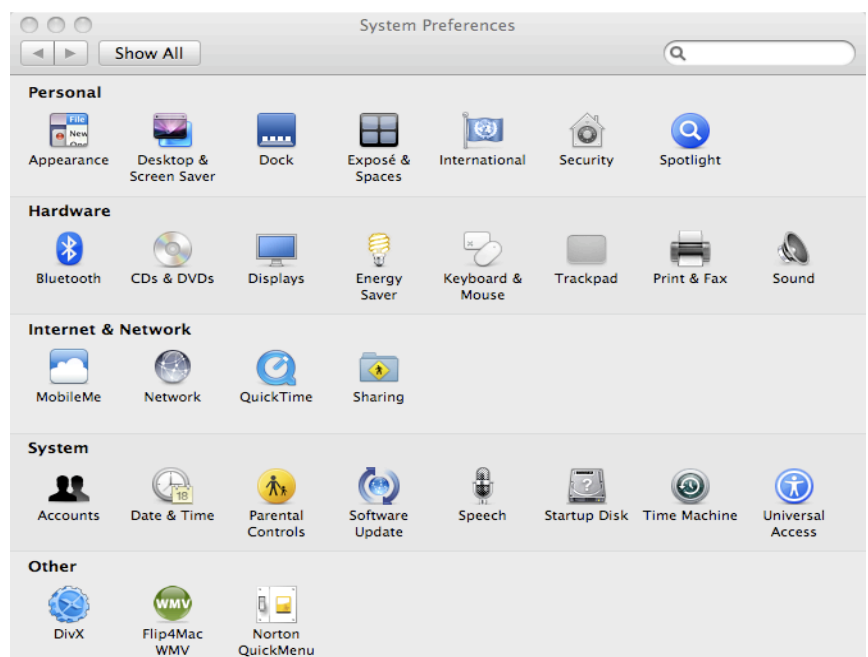 System Preferences
Show All
Personal
File
New
Appearance
Desktop &
Screen Saver
Dock
Exposé &
Spaces
International
Security
Spotlight
Hardware
Bluetooth
CDs & DVDs
Displays
Energy
Saver
Keyboard &
Mouse
Trackpad
Print & Fax
Sound
Internet & Network
MobileMe
Network
QuickTime
Sharing
System
18
?
Accounts
Date & Time
Parental
Controls
Software
Update
Speech
Startup Disk
Time Machine
Universal
Access
Other
WMV
DivX
Flip4Mac
WMV
Norton
QuickMenu